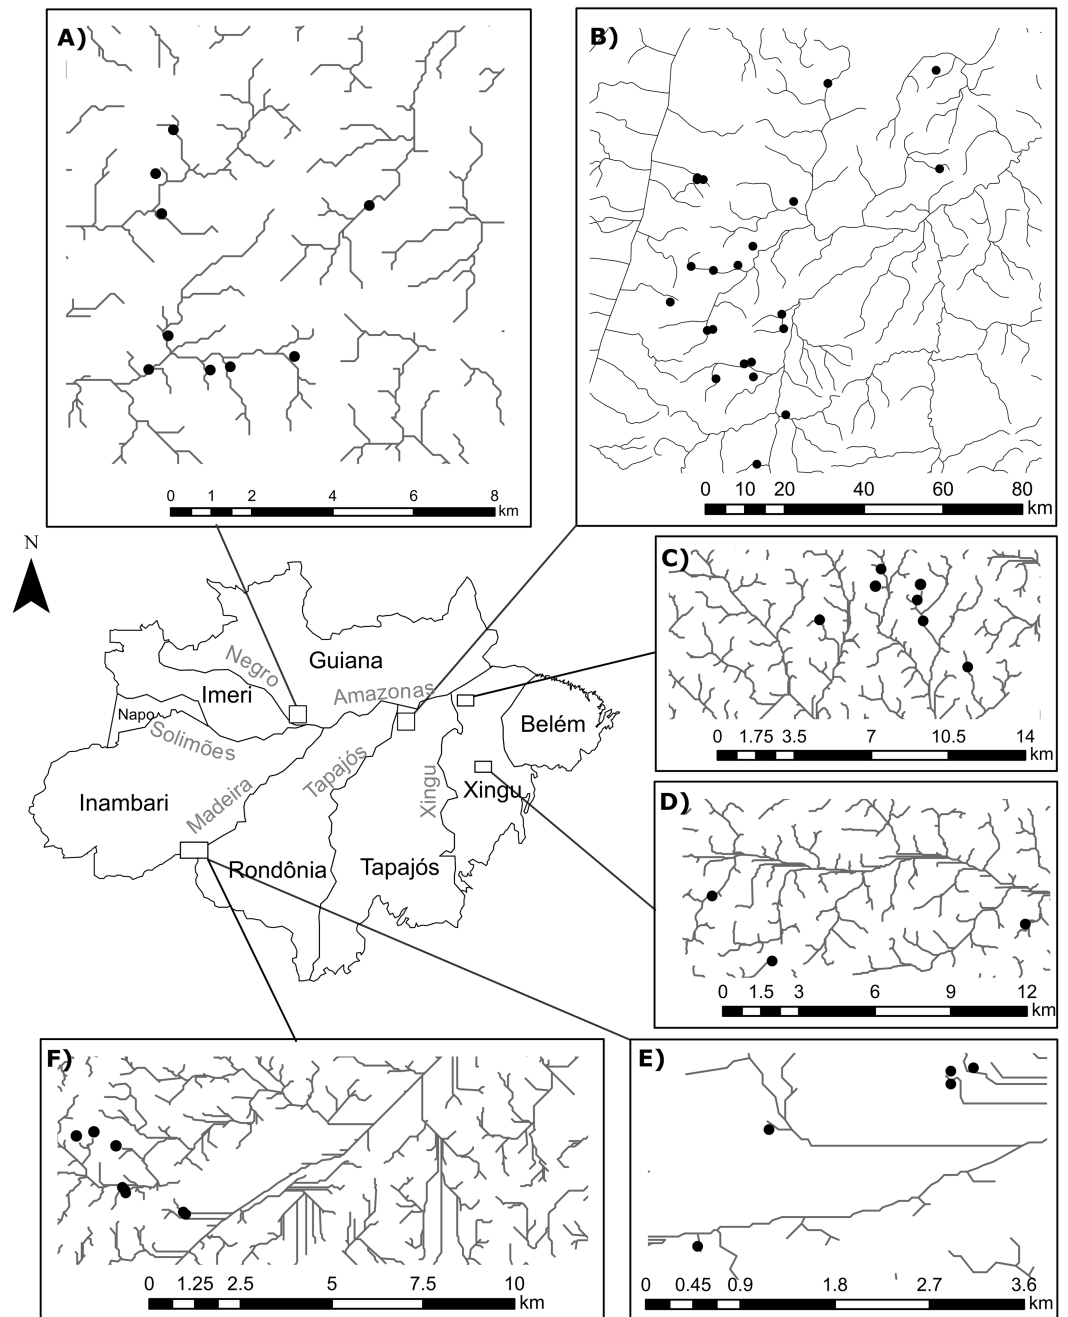 A)
0 1 2 4 6 8 km
B)
0 10 20 40 60 80 km
N
C)
0 1.75 3.5 7 10.5 14 km
D)
0 1.5 3 6 9 12 km
Negro
Guiana
Imeri
Amazonas
Napo
Solimões
Belém
Tapajós
Xingu
Xingu
Inambari
Madeira
Rondônia
Tapajós
F)
0 1.25 2.5 5 7.5 10 km
E)
0 0.45 0.9 1.8 2.7 3.6 km